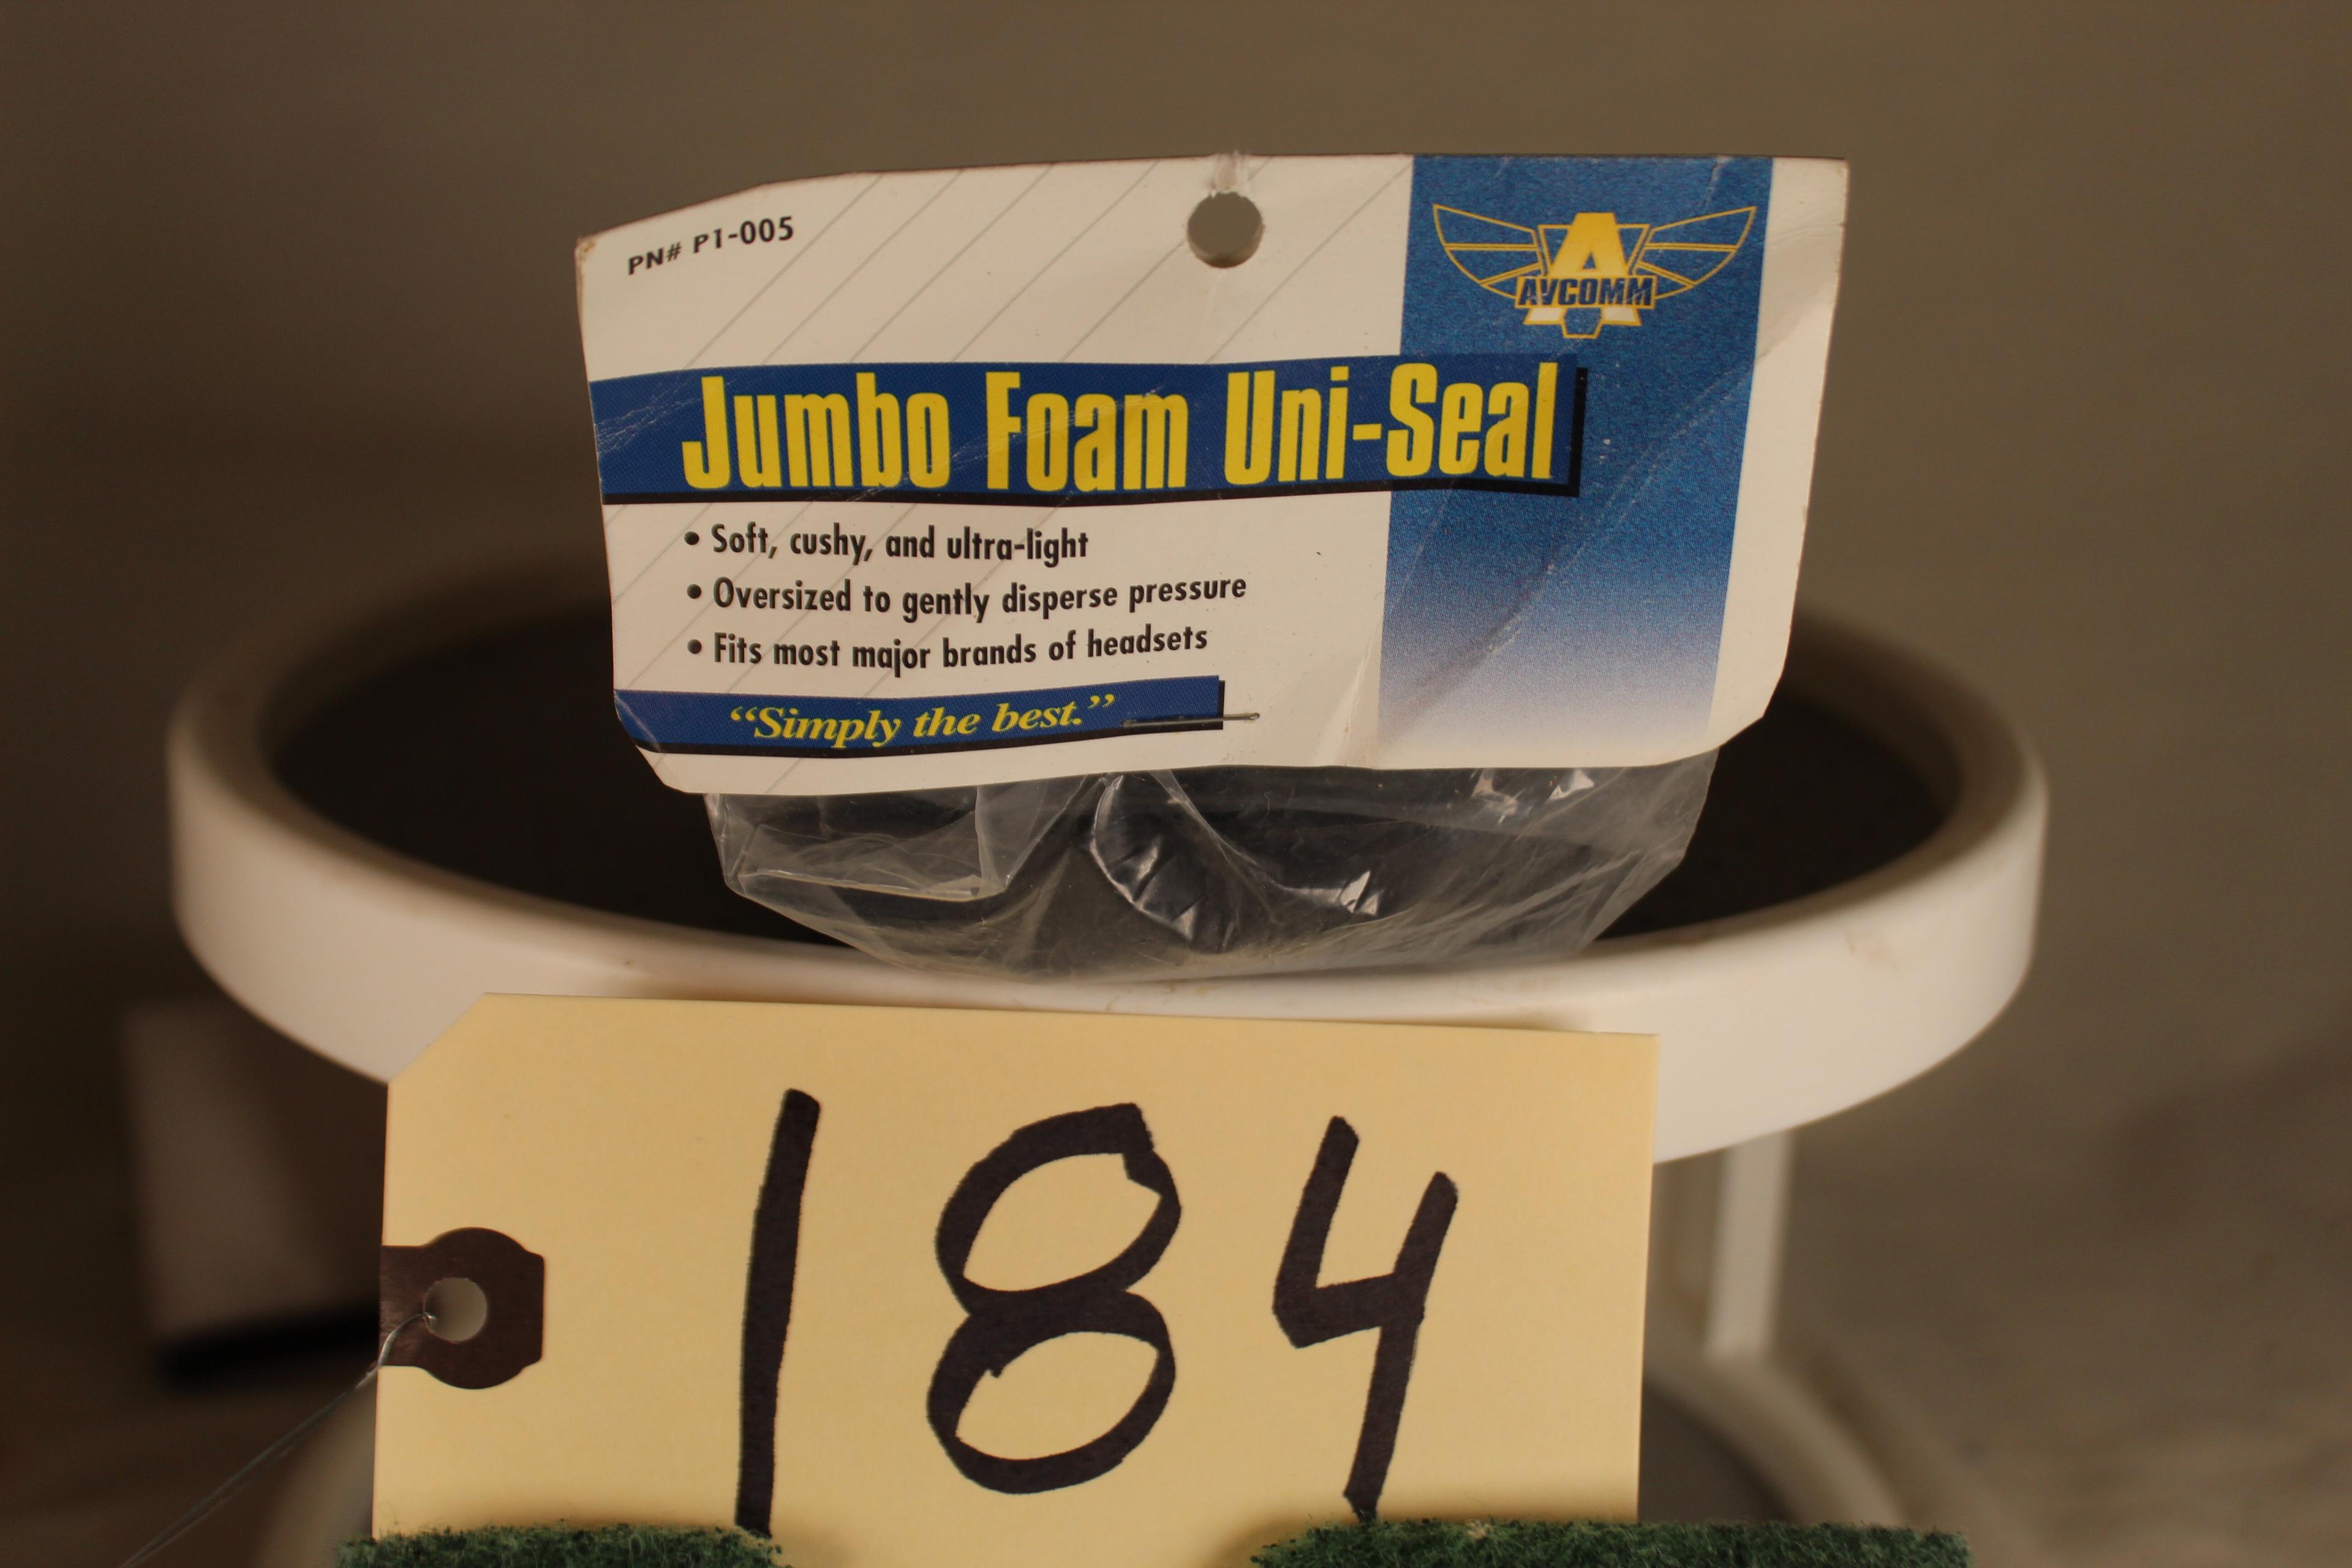 PN# P1-005
A
AVCOMM
Jumbo Foam Uni-Seal
• Soft, cushy, and ultra-light
• Oversized to gently disperse pressure
• Fits most major brands of headsets
“Simply the best.”
184